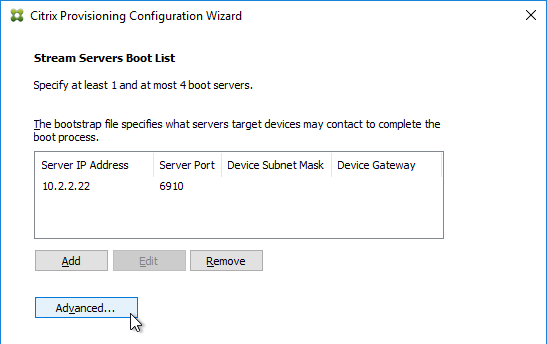 Citrix Provisioning Configuration Wizard
Stream Servers Boot List
Specify at least 1 and at most 4 boot servers.
The bootstrap file specifies what servers target devices may contact to complete the
boot process.
Server IP Address Server Port Device Subnet Mask Device Gateway
10.2.2.22 6910
Add Edit Remove
Advanced...